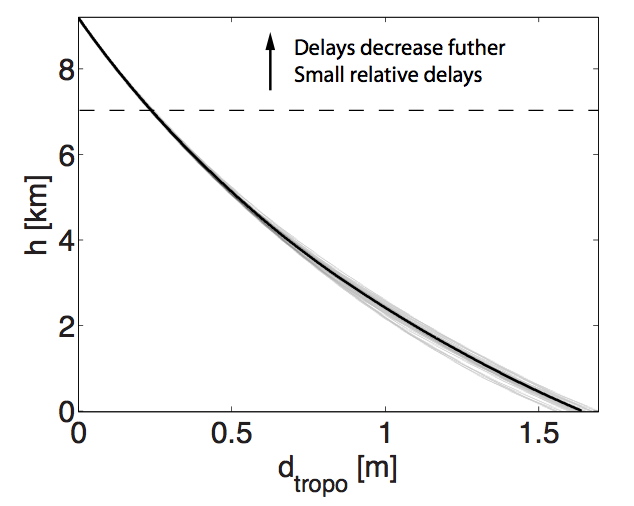 Delays decrease futher
Small relative delays
8
6
4
2
0
h [km]
0 0.5 1 1.5
d_tropo [m]